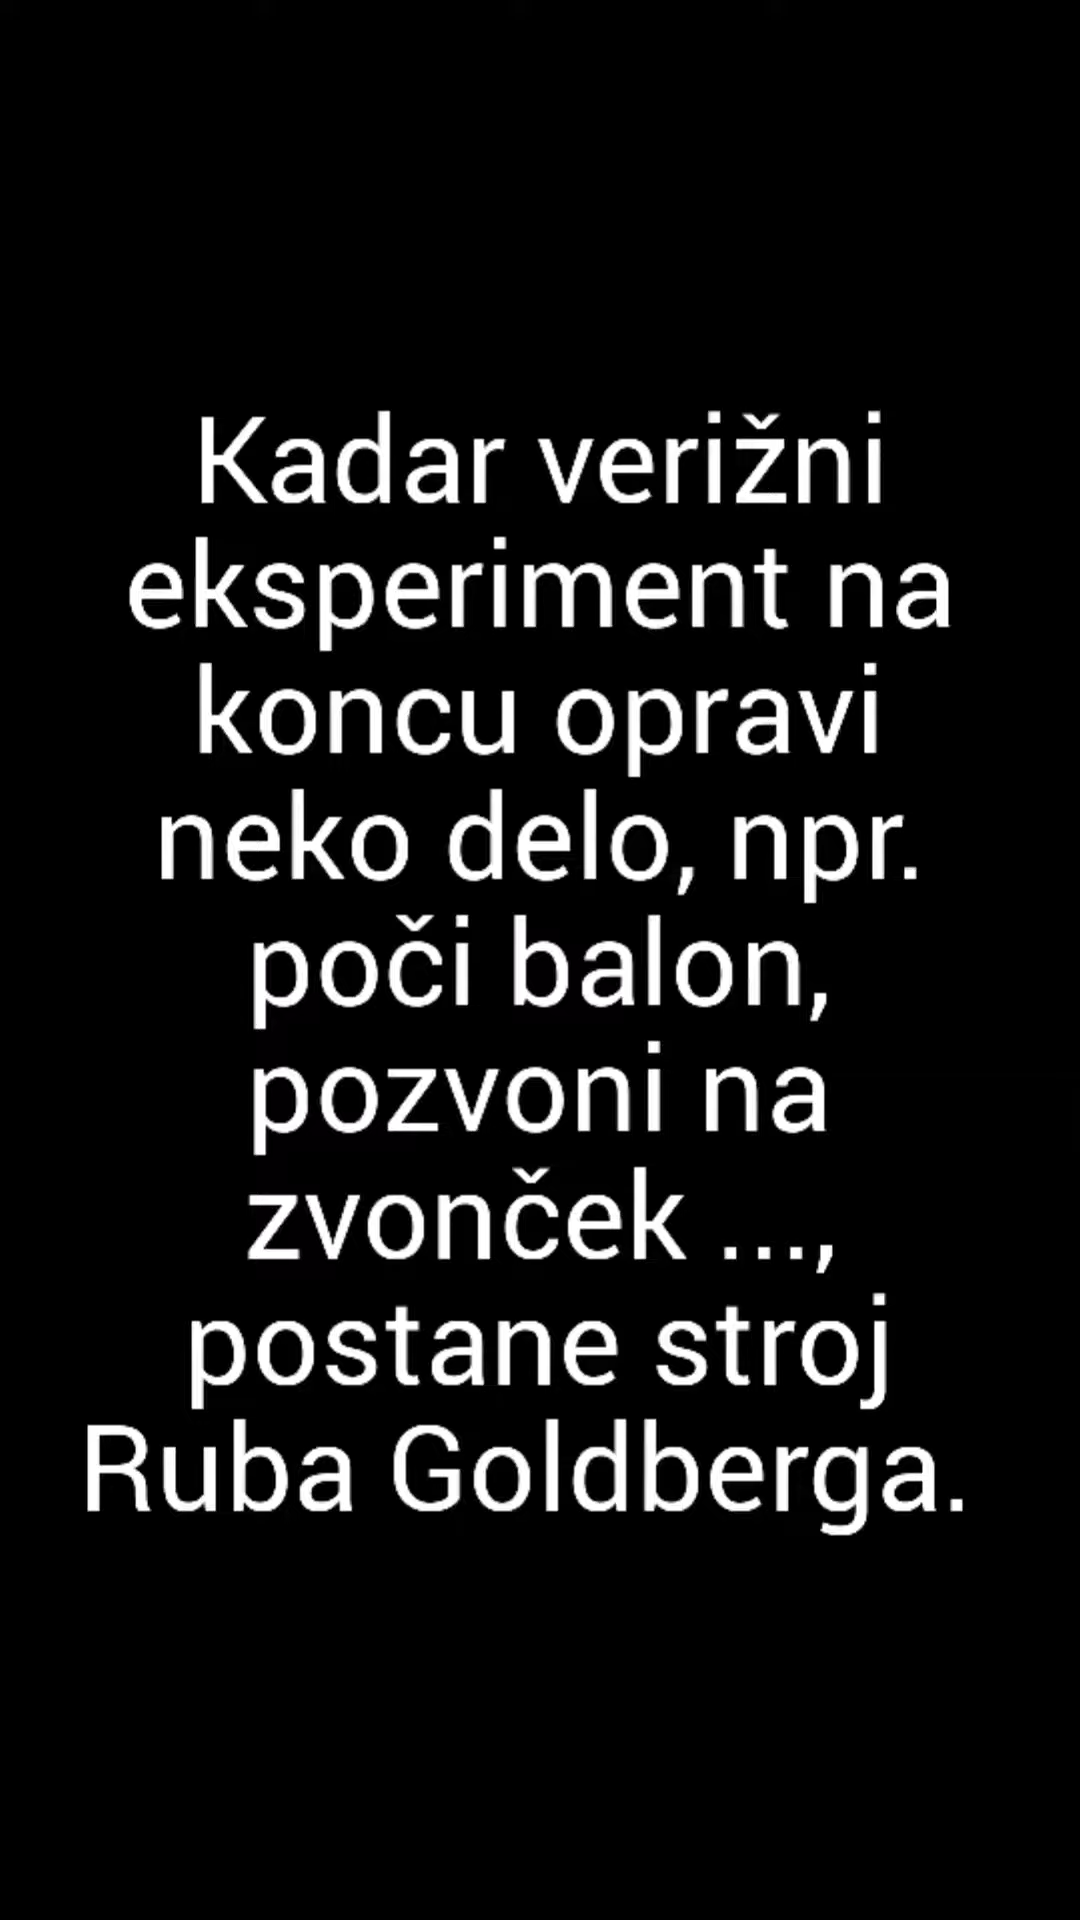 Kadar verižni
eksperiment na
koncu opravi
neko delo, npr.
poči balon,
pozvoni na
zvonček ...,
postane stroj
Ruba Goldberga.